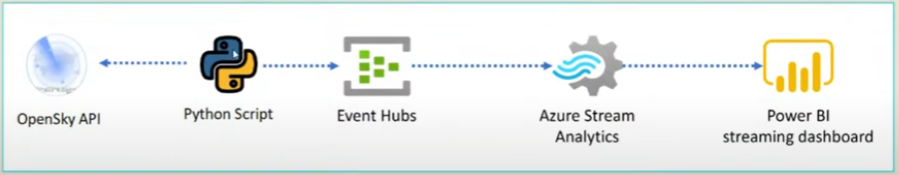 OpenSky API
Python Script
Event Hubs
Azure Stream
Analytics
Power BI
streaming dashboard